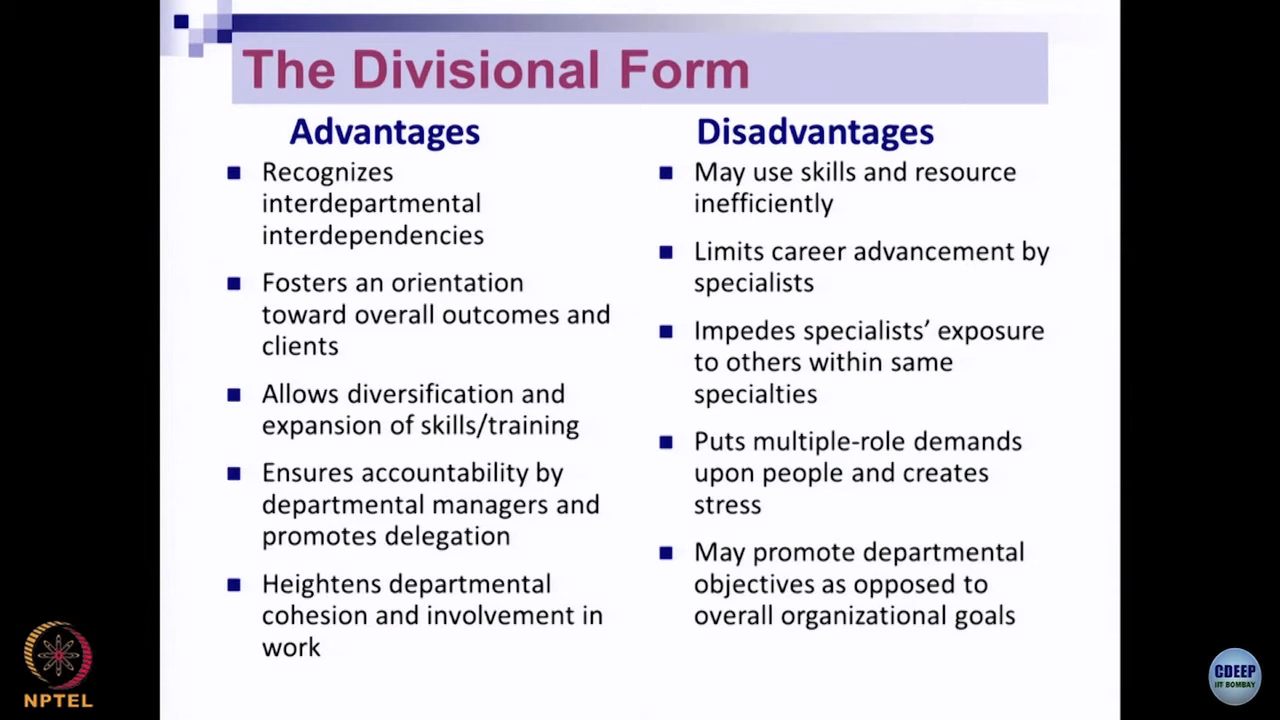 The Divisional Form
Advantages
Recognizes
interdepartmental
interdependencies
Fosters an orientation
toward overall outcomes and
clients
Allows diversification and
expansion of skills/training
Ensures accountability by
departmental managers and
promotes delegation
Heightens departmental
cohesion and involvement in
work
Disadvantages
May use skills and resource
inefficiently
Limits career advancement by
specialists
Impedes specialists’ exposure
to others within same
specialties
Puts multiple-role demands
upon people and creates
stress
May promote departmental
objectives as opposed to
overall organizational goals
NPTEL
CDEEP
IIT BOMBAY